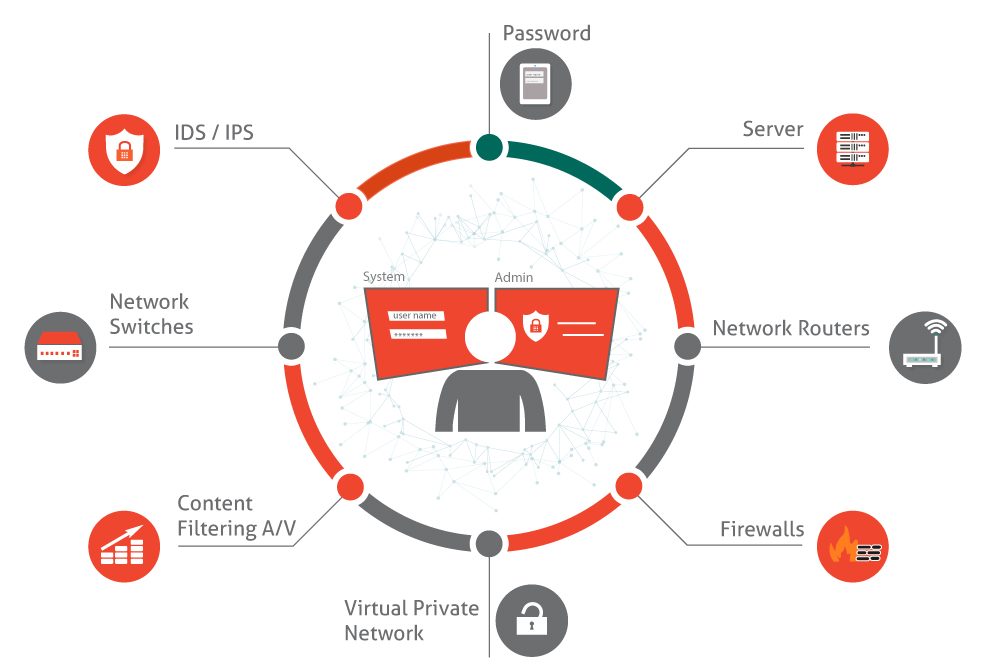 Password
IDS / IPS
Server
System
Admin
user name
*******
Network
Switches
Network Routers
Content
Filtering A/V
Firewalls
Virtual Private
Network